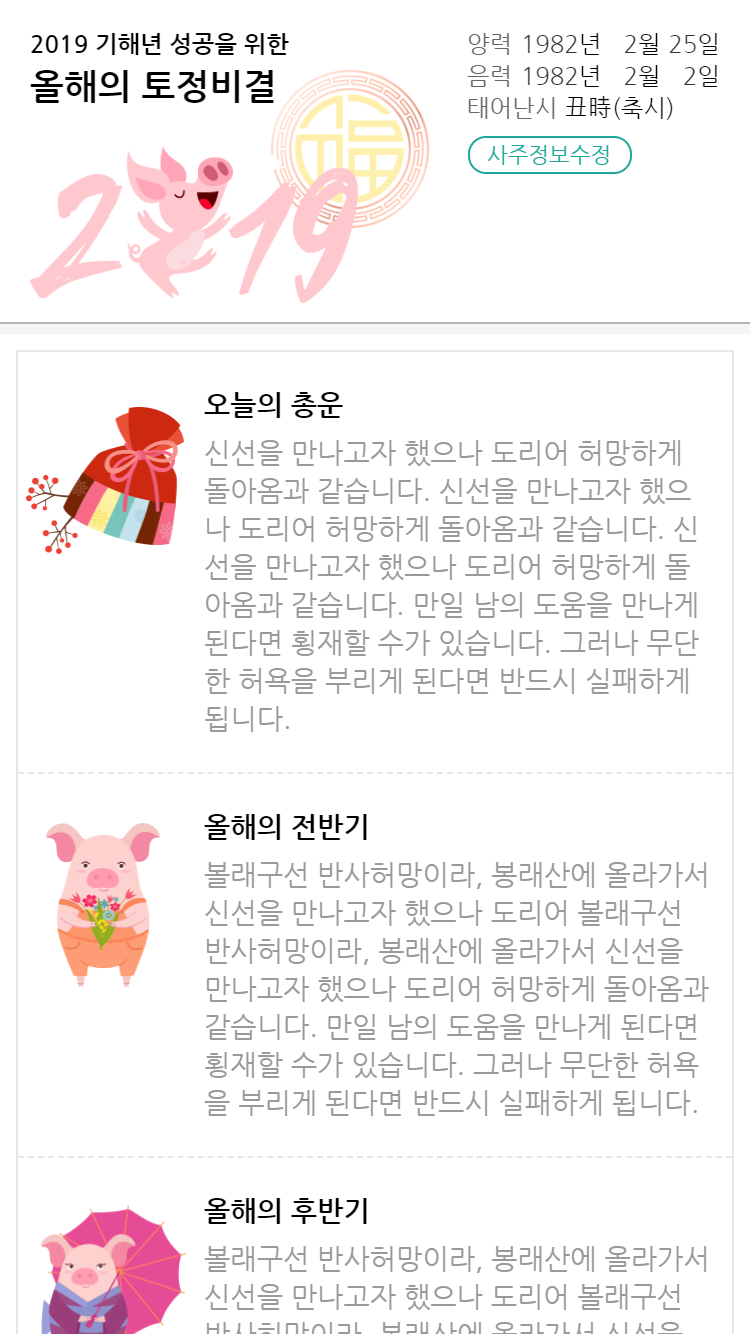 2019 기해년 성공을 위한
올해의 토정비결
양력 1982년 2월 25일
음력 1982년 2월 2일
태어난시 丑時(축시)
사주정보수정
福
2019
오늘의 총운
신선을 만나고자 했으나 도리어 허망하게
돌아옴과 같습니다. 신선을 만나고자 했으
나 도리어 허망하게 돌아옴과 같습니다. 신
선을 만나고자 했으나 도리어 허망하게 돌
아옴과 같습니다. 만일 남의 도움을 만나게
된다면 횡재할 수가 있습니다. 그러나 무단
한 허욕을 부리게 된다면 반드시 실패하게
됩니다.
올해의 전반기
볼래구선 반사허망이라, 봉래산에 올라가서
신선을 만나고자 했으나 도리어 볼래구선
반사허망이라, 봉래산에 올라가서 신선을
만나고자 했으나 도리어 허망하게 돌아옴과
같습니다. 만일 남의 도움을 만나게 된다면
횡재할 수가 있습니다. 그러나 무단한 허욕
을 부리게 된다면 반드시 실패하게 됩니다.
올해의 후반기
볼래구선 반사허망이라, 봉래산에 올라가서
신선을 만나고자 했으나 도리어 볼래구선
반사허망이라, 봉래산에 올라가서 신선을